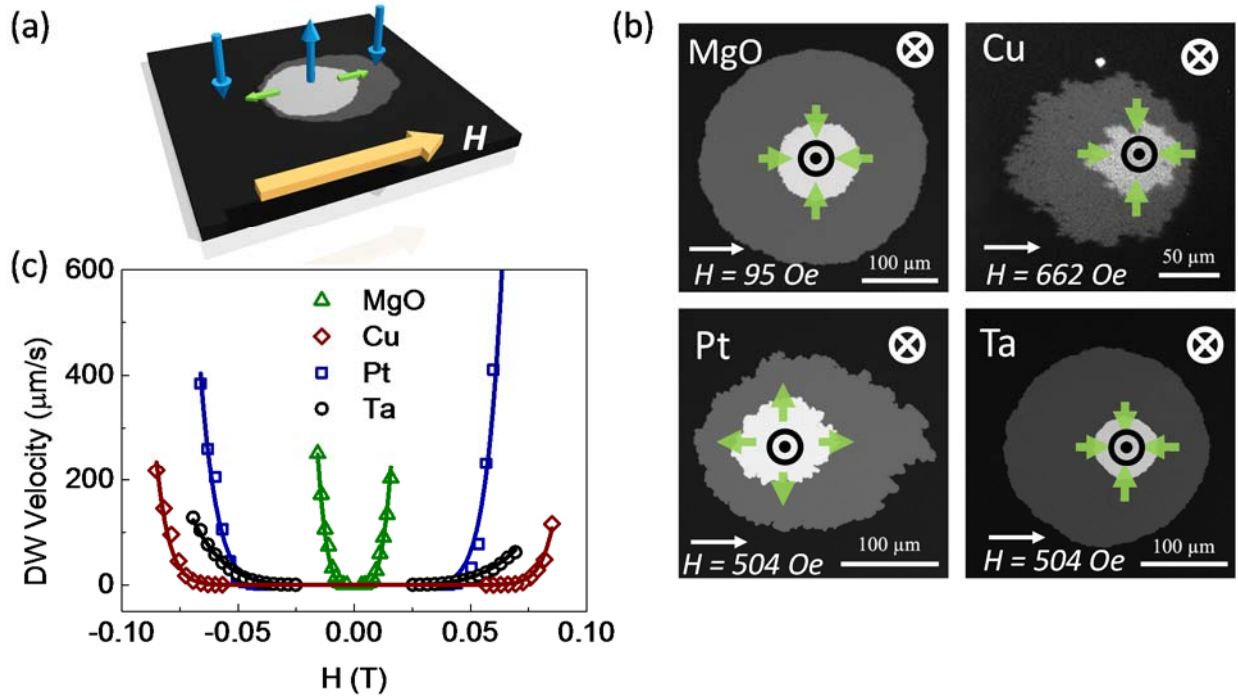 (a)
H
(b)
MgO
H = 95 Oe
100 µm
Cu
H = 662 Oe
50 µm
Pt
H = 504 Oe
100 µm
Ta
H = 504 Oe
100 µm
(c)
600
400
200
0
DW Velocity (µm/s)
MgO
Cu
Pt
Ta
-0.10
-0.05
0.00
0.05
0.10
H (T)